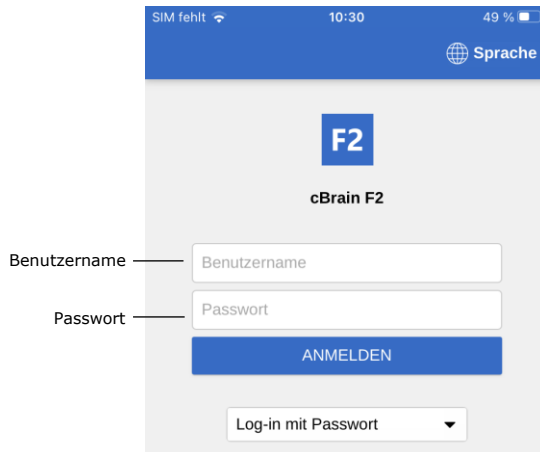 SIM fehlt 10:30 49 %
Sprache
F2
cBrain F2
Benutzername Benutzername
Passwort Passwort
ANMELDEN
Log-in mit Passwort